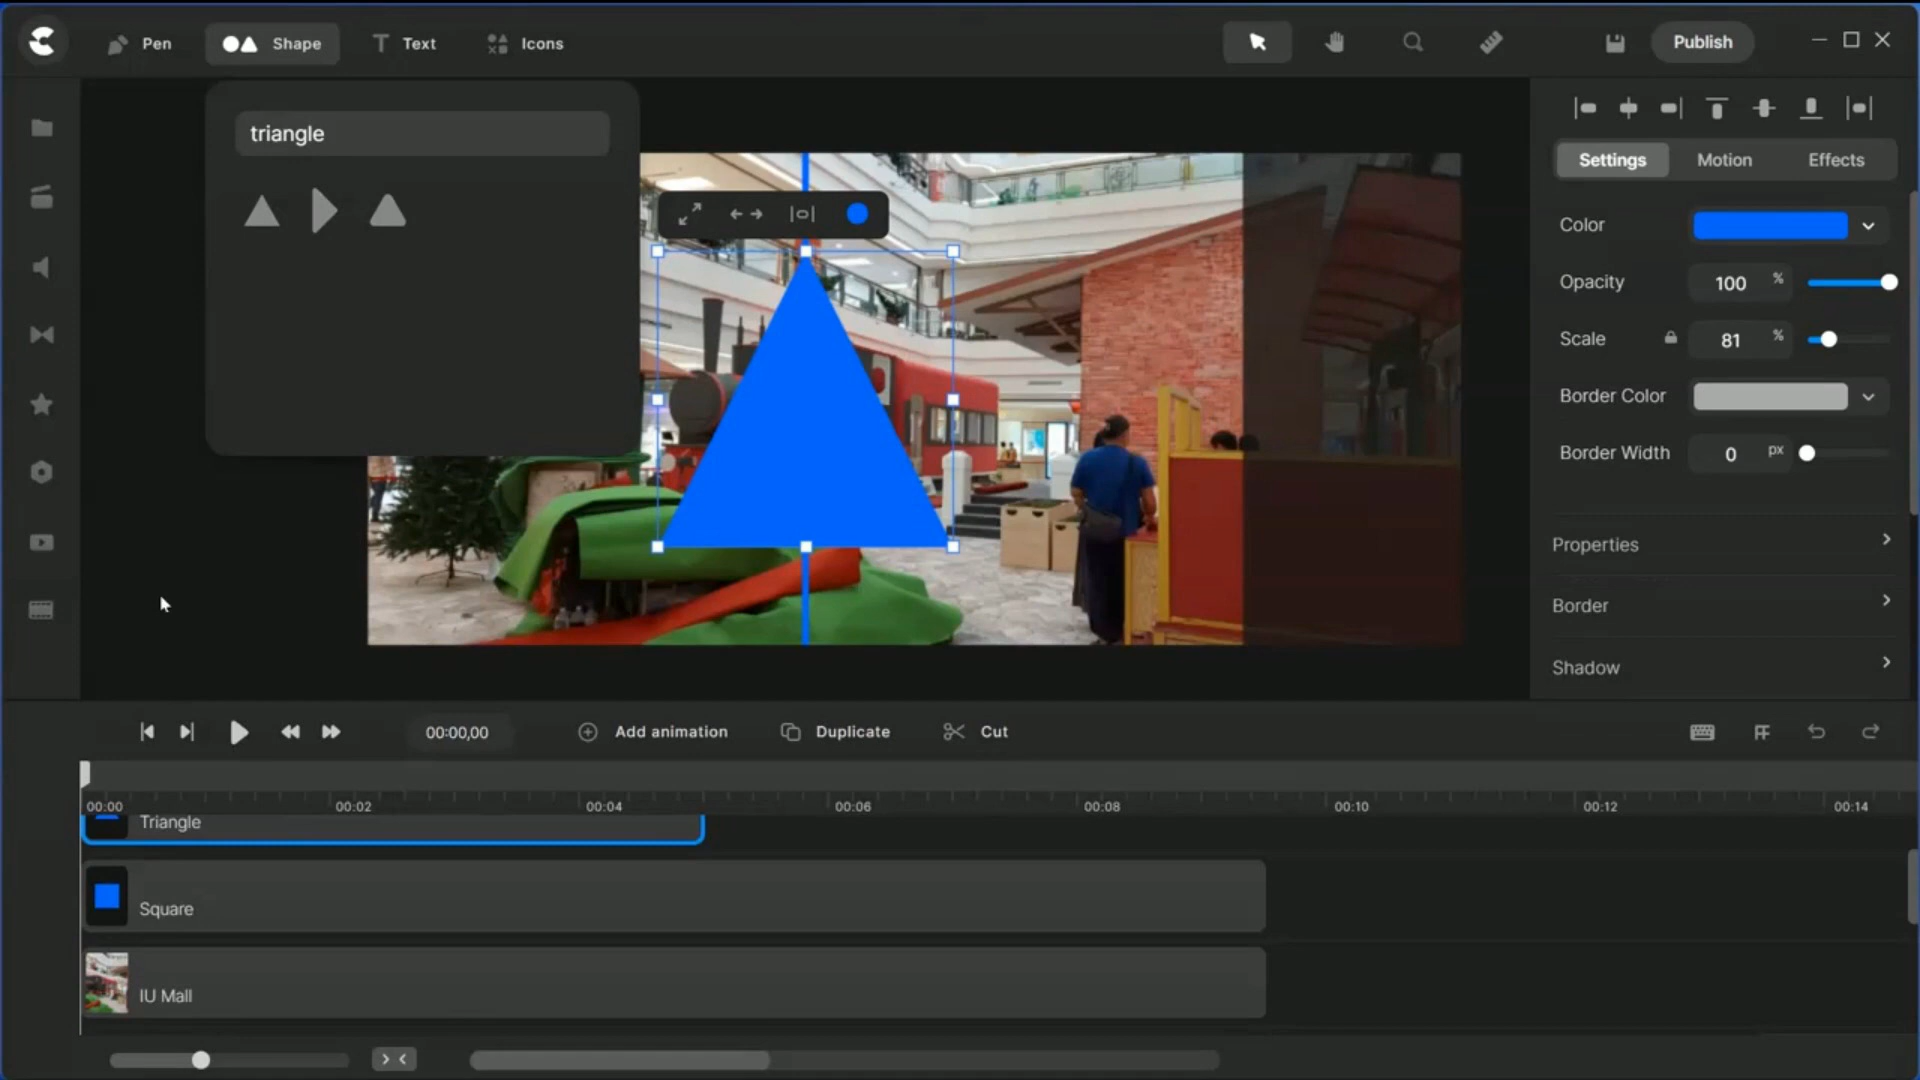 Pen
Shape
Text
Icons
Publish
triangle
Settings
Motion
Effects
Color
Opacity
100 %
Scale
81 %
Border Color
Border Width
0 px
Properties
Border
Shadow
00:00,00
Add animation
Duplicate
Cut
00:00
00:02
00:04
00:06
00:08
00:10
00:12
00:14
Triangle
Square
IU Mall